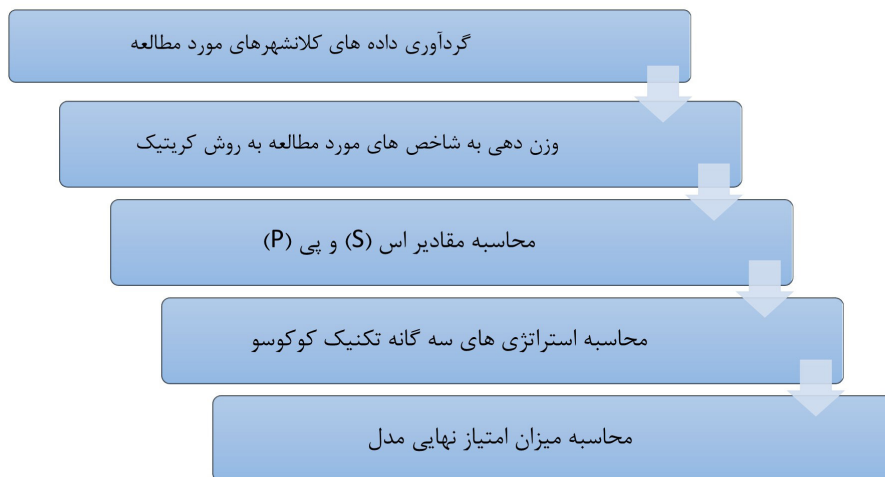 گردآوری داده های کلانشهرهای مورد مطالعه
وزن دهی به شاخص های مورد مطالعه به روش کریتیک
محاسبه مقادیر اس (S) و پی (P)
محاسبه استراتژی های سه گانه تکنیک کوکوسو
محاسبه میزان امتیاز نهایی مدل